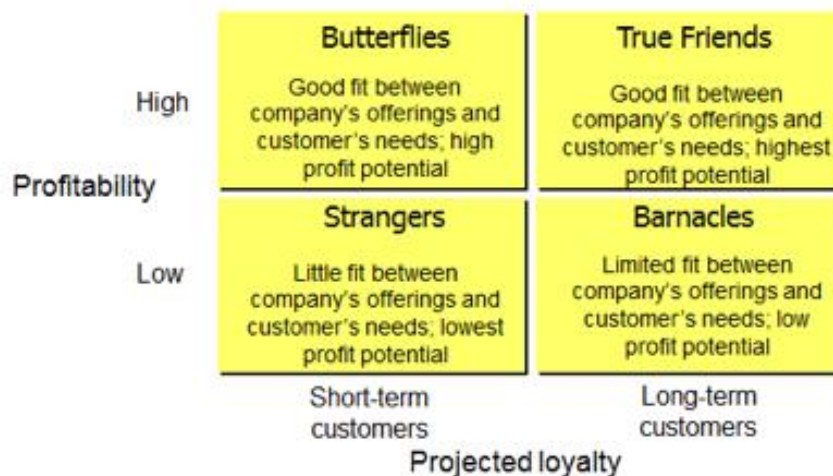 Butterflies
Good fit between
company's offerings and
customer's needs; high
profit potential
True Friends
Good fit between
company's offerings and
customer's needs; highest
profit potential
High
Profitability
Low
Strangers
Little fit between
company's offerings and
customer's needs; lowest
profit potential
Barnacles
Limited fit between
company's offerings and
customer's needs; low
profit potential
Short-term
customers
Long-term
customers
Projected loyalty